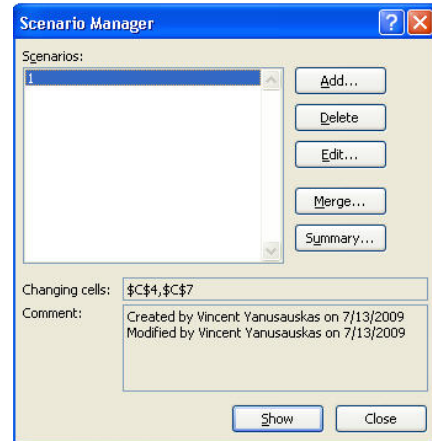 Scenario Manager
Scenarios:
1
Add...
Delete
Edit...
Merge...
Summary...
Changing cells: $C$4,$C$7
Comment: Created by Vincent Yanusauskas on 7/13/2009
Modified by Vincent Yanusauskas on 7/13/2009
Show Close